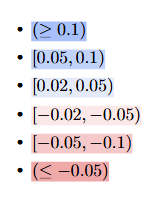 • (≥ 0.1)
• [0.05, 0.1)
• [0.02, 0.05)
• [−0.02, −0.05)
• [−0.05, −0.1)
• (≤ −0.05)